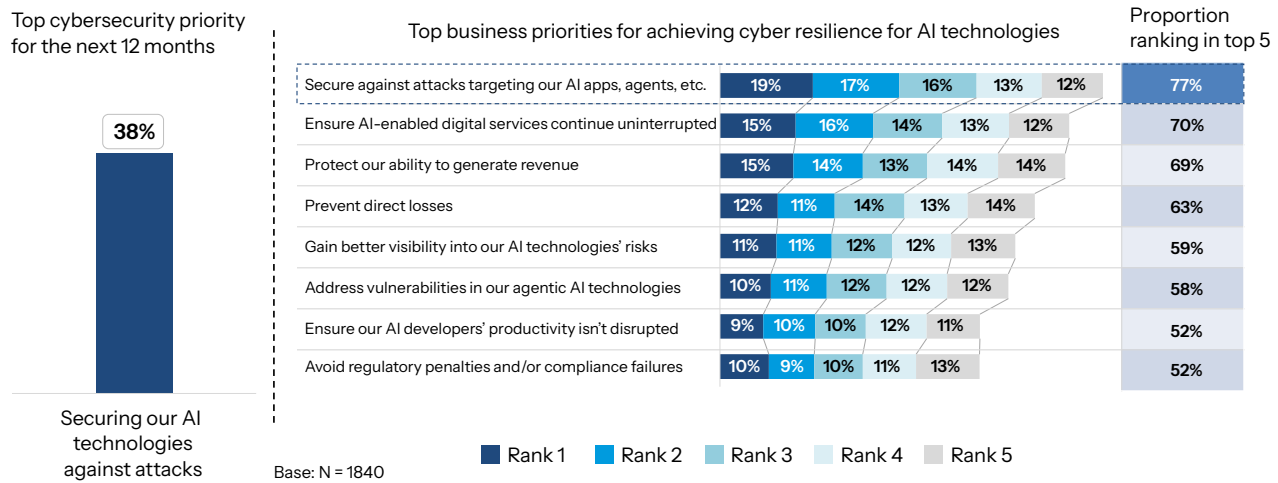 Top cybersecurity priority
for the next 12 months
38%
Securing our AI
technologies
against attacks
Top business priorities for achieving cyber resilience for AI technologies
Proportion
ranking in top 5
Secure against attacks targeting our AI apps, agents, etc. 19% 17% 16% 13% 12% 77%
Ensure AI-enabled digital services continue uninterrupted 15% 16% 14% 13% 12% 70%
Protect our ability to generate revenue 15% 14% 13% 14% 14% 69%
Prevent direct losses 12% 11% 14% 13% 14% 63%
Gain better visibility into our AI technologies’ risks 11% 11% 12% 12% 13% 59%
Address vulnerabilities in our agentic AI technologies 10% 11% 12% 12% 12% 58%
Ensure our AI developers’ productivity isn’t disrupted 9% 10% 10% 12% 11% 52%
Avoid regulatory penalties and/or compliance failures 10% 9% 10% 11% 13% 52%
Rank 1 Rank 2 Rank 3 Rank 4 Rank 5
Base: N = 1840